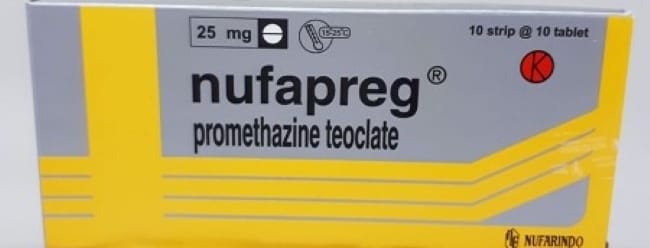 25 mg
15-25°C
10 strip @ 10 tablet
K
nufapreg®
promethazine teoclate
NUFARINDO